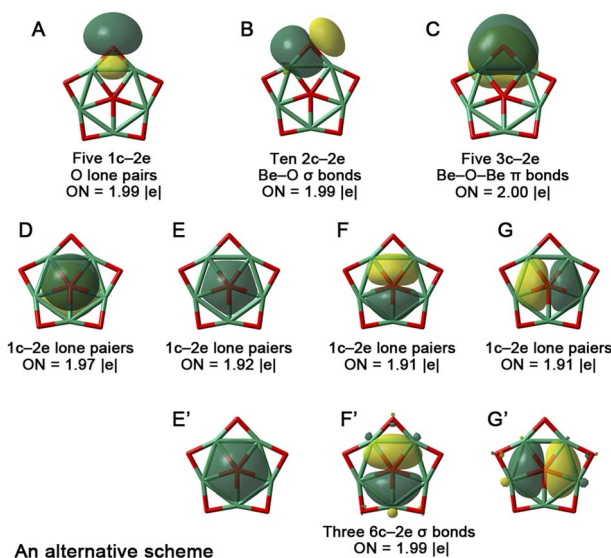 A B C
Five 1c–2e Ten 2c–2e Five 3c–2e
O lone pairs Be–O σ bonds Be–O–Be π bonds
ON = 1.99 |e| ON = 1.99 |e| ON = 2.00 |e|
D E F G
1c–2e lone paiers 1c–2e lone paiers 1c–2e lone paiers 1c–2e lone paiers
ON = 1.97 |e| ON = 1.92 |e| ON = 1.91 |e| ON = 1.91 |e|
E’ F’ G’
Three 6c–2e σ bonds
ON = 1.99 |e|
An alternative scheme